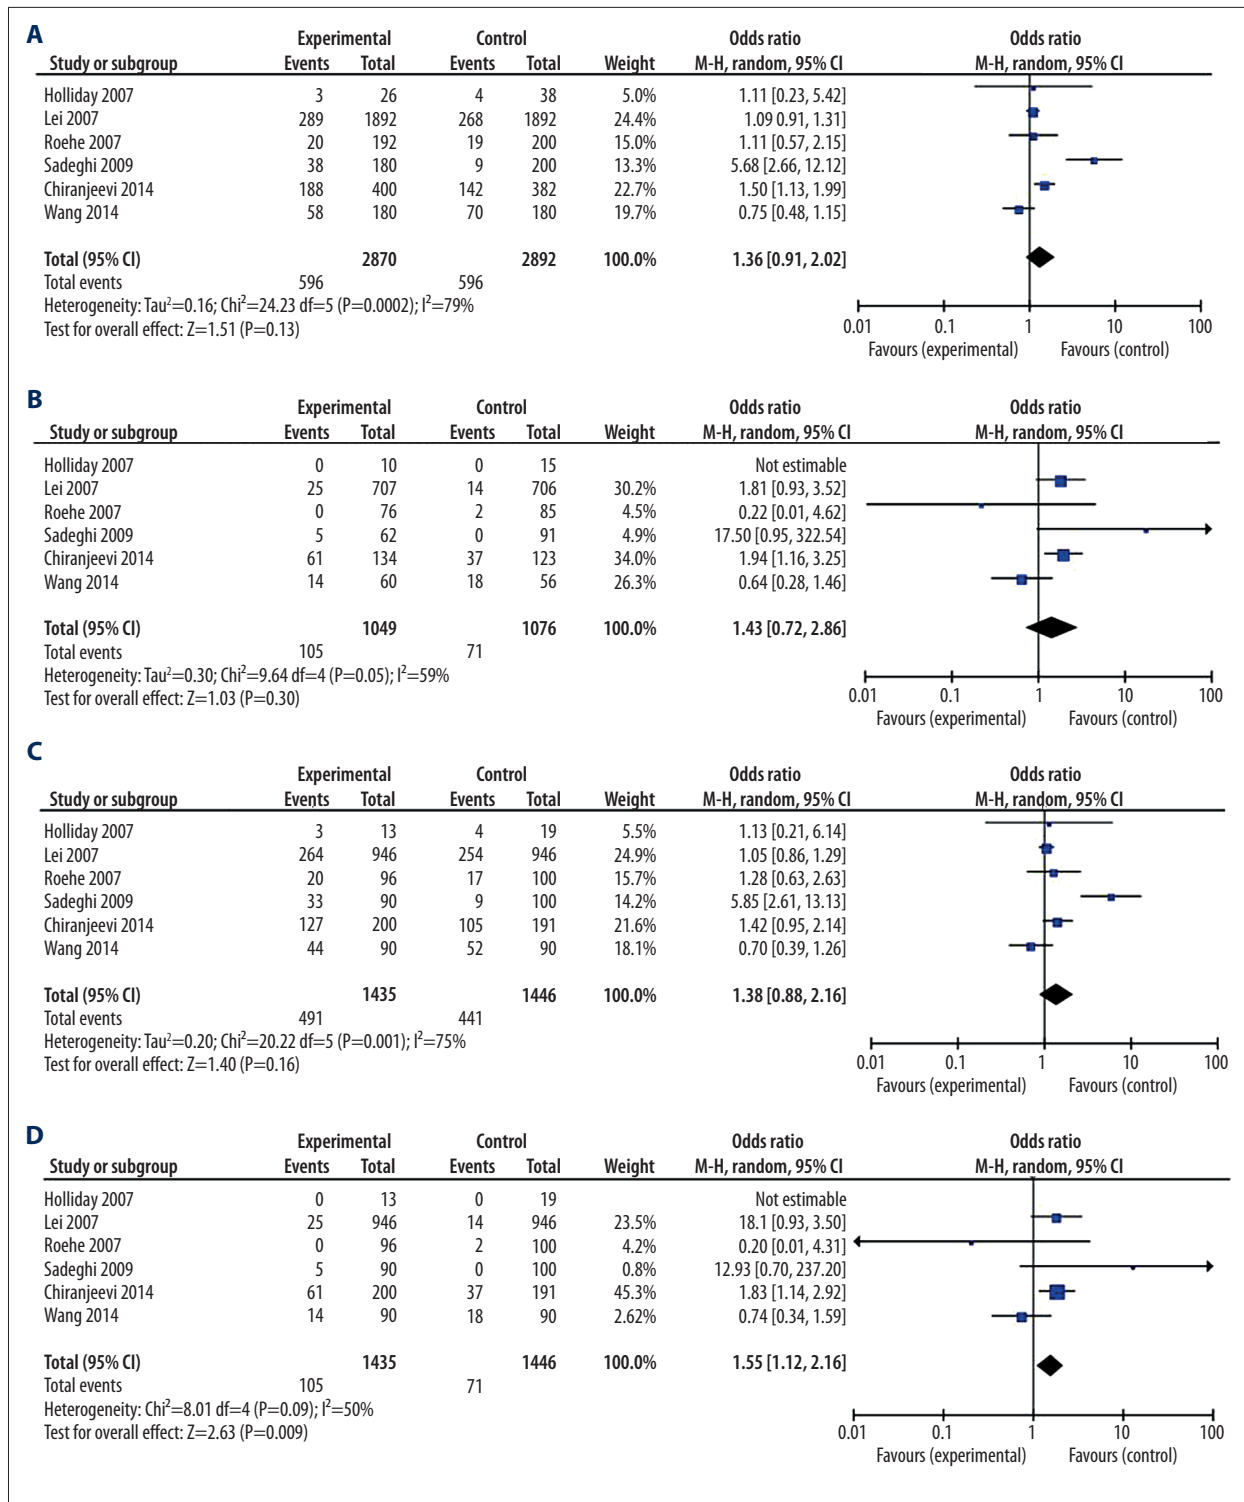 A
Experimental Control Odds ratio Odds ratio
Study or subgroup Events Total Events Total Weight M-H, random, 95% CI M-H, random, 95% CI
Holliday 2007 3 26 4 38 5.0% 1.11 [0.23, 5.42]
Lei 2007 289 1892 268 1892 24.4% 1.09 0.91, 1.31]
Roehe 2007 20 192 19 200 15.0% 1.11 [0.57, 2.15]
Sadeghi 2009 38 180 9 200 13.3% 5.68 [2.66, 12.12]
Chiranjeevi 2014 188 400 142 382 22.7% 1.50 [1.13, 1.99]
Wang 2014 58 180 70 180 19.7% 0.75 [0.48, 1.15]
Total (95% CI) 2870 2892 100.0% 1.36 [0.91, 2.02]
Total events 596 596
Heterogeneity: Tau²=0.16; Chi²=24.23 df=5 (P=0.0002); I²=79%
Test for overall effect: Z=1.51 (P=0.13)
0.01 0.1 1 10 100
Favours (experimental) Favours (control)
B
Experimental Control Odds ratio Odds ratio
Study or subgroup Events Total Events Total Weight M-H, random, 95% CI M-H, random, 95% CI
Holliday 2007 0 10 0 15 Not estimable
Lei 2007 25 707 14 706 30.2% 1.81 [0.93, 3.52]
Roehe 2007 0 76 2 85 4.5% 0.22 [0.01, 4.62]
Sadeghi 2009 5 62 0 91 4.9% 17.50 [0.95, 322.54]
Chiranjeevi 2014 61 134 37 123 34.0% 1.94 [1.16, 3.25]
Wang 2014 14 60 18 56 26.3% 0.64 [0.28, 1.46]
Total (95% CI) 1049 1076 100.0% 1.43 [0.72, 2.86]
Total events 105 71
Heterogeneity: Tau²=0.30; Chi²=9.64 df=4 (P=0.05); I²=59%
Test for overall effect: Z=1.03 (P=0.30)
0.01 0.1 1 10 100
Favours (experimental) Favours (control)
C
Experimental Control Odds ratio Odds ratio
Study or subgroup Events Total Events Total Weight M-H, random, 95% CI M-H, random, 95% CI
Holliday 2007 3 13 4 19 5.5% 1.13 [0.21, 6.14]
Lei 2007 264 946 254 946 24.9% 1.05 [0.86, 1.29]
Roehe 2007 20 96 17 100 15.7% 1.28 [0.63, 2.63]
Sadeghi 2009 33 90 9 100 14.2% 5.85 [2.61, 13.13]
Chiranjeevi 2014 127 200 105 191 21.6% 1.42 [0.95, 2.14]
Wang 2014 44 90 52 90 18.1% 0.70 [0.39, 1.26]
Total (95% CI) 1435 1446 100.0% 1.38 [0.88, 2.16]
Total events 491 441
Heterogeneity: Tau²=0.20; Chi²=20.22 df=5 (P=0.001); I²=75%
Test for overall effect: Z=1.40 (P=0.16)
0.01 0.1 1 10 100
Favours (experimental) Favours (control)
D
Experimental Control Odds ratio Odds ratio
Study or subgroup Events Total Events Total Weight M-H, random, 95% CI M-H, random, 95% CI
Holliday 2007 0 13 0 19 Not estimable
Lei 2007 25 946 14 946 23.5% 18.1 [0.93, 3.50]
Roehe 2007 0 96 2 100 4.2% 0.20 [0.01, 4.31]
Sadeghi 2009 5 90 0 100 0.8% 12.93 [0.70, 237.20]
Chiranjeevi 2014 61 200 37 191 45.3% 1.83 [1.14, 2.92]
Wang 2014 14 90 18 90 2.62% 0.74 [0.34, 1.59]
Total (95% CI) 1435 1446 100.0% 1.55 [1.12, 2.16]
Total events 105 71
Heterogeneity: Chi²=8.01 df=4 (P=0.09); I²=50%
Test for overall effect: Z=2.63 (P=0.009)
0.01 0.1 1 10 100
Favours (experimental) Favours (control)